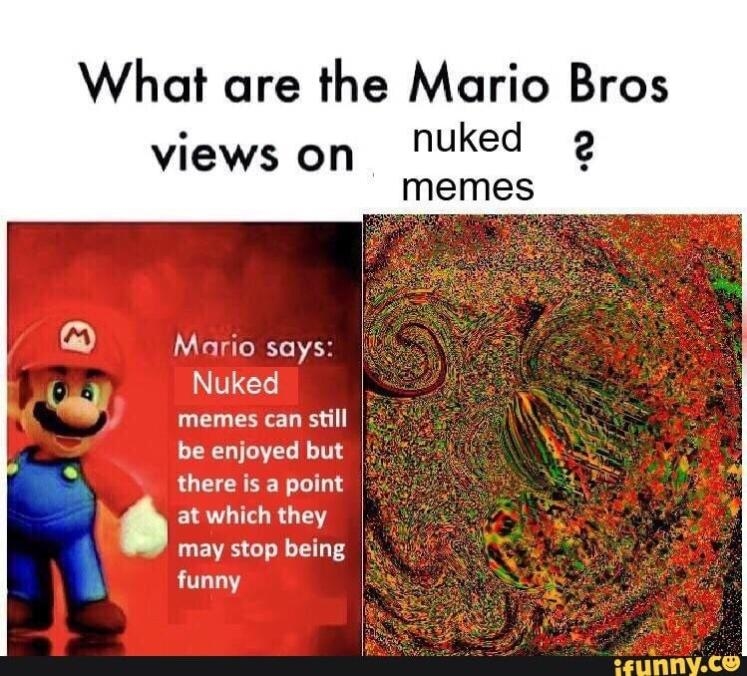 What are the Mario Bros
views on nuked ?
memes
M
Mario says:
Nuked
memes can still
be enjoyed but
there is a point
at which they
may stop being
funny
ifunny.co